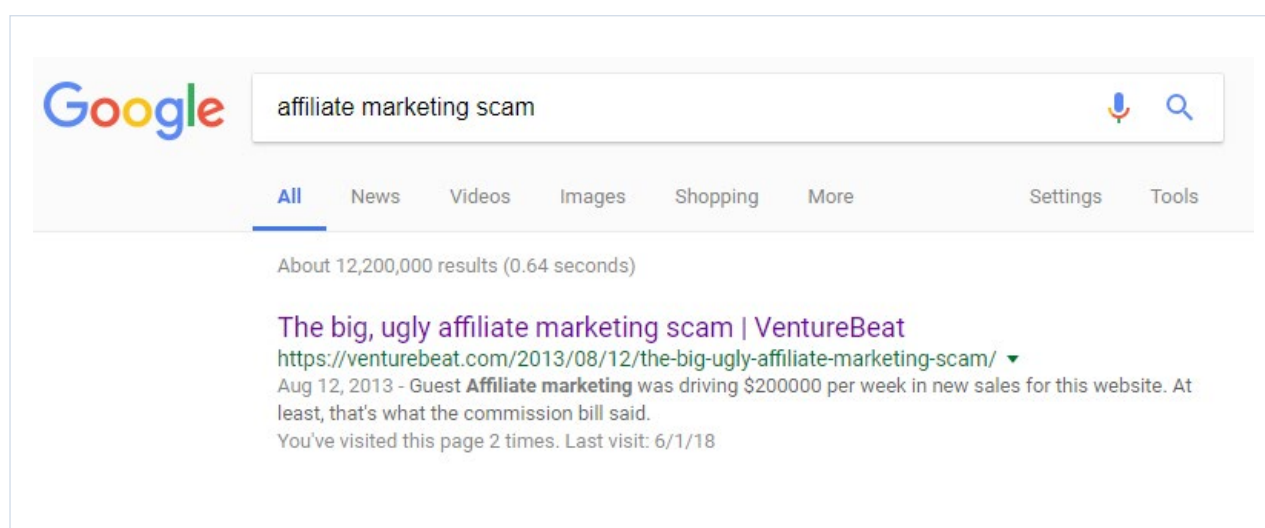 Google
affiliate marketing scam
All News Videos Images Shopping More Settings Tools
About 12,200,000 results (0.64 seconds)
The big, ugly affiliate marketing scam | VentureBeat
https://venturebeat.com/2013/08/12/the-big-ugly-affiliate-marketing-scam/
Aug 12, 2013 - Guest Affiliate marketing was driving $200000 per week in new sales for this website. At
least, that's what the commission bill said.
You've visited this page 2 times. Last visit: 6/1/18